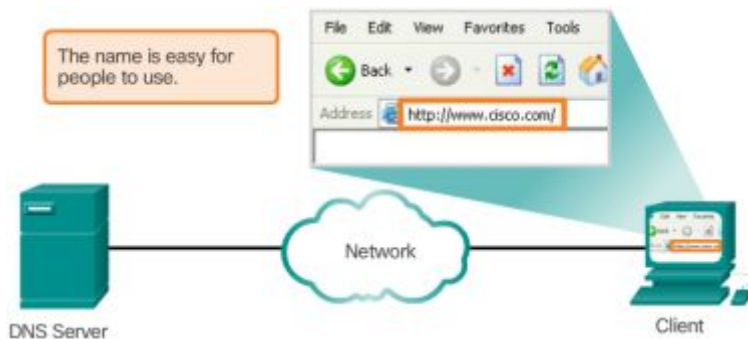 The name is easy for
people to use.
File Edit View Favorites Tools
Back
Address http://www.cisco.com/
Network
DNS Server
Client